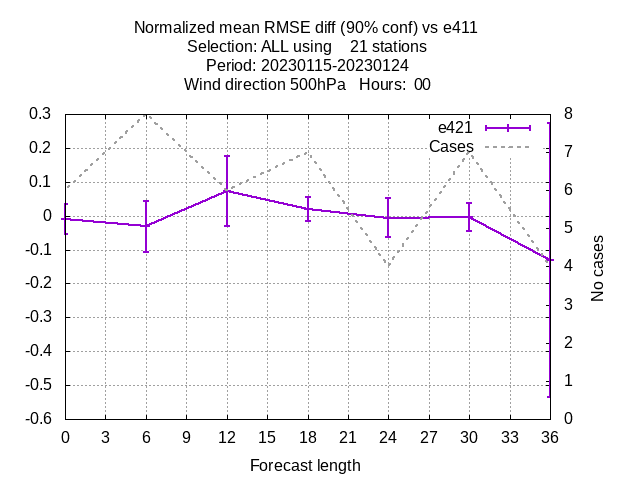 Normalized mean RMSE diff (90% conf) vs e411
Selection: ALL using    21 stations
Period: 20230115-20230124
Wind direction 500hPa   Hours:  00
e421
Cases
0.3
0.2
0.1
0
-0.1
-0.2
-0.3
-0.4
-0.5
-0.6
8
7
6
5
4
3
2
1
0
No cases
0 3 6 9 12 15 18 21 24 27 30 33 36
Forecast length